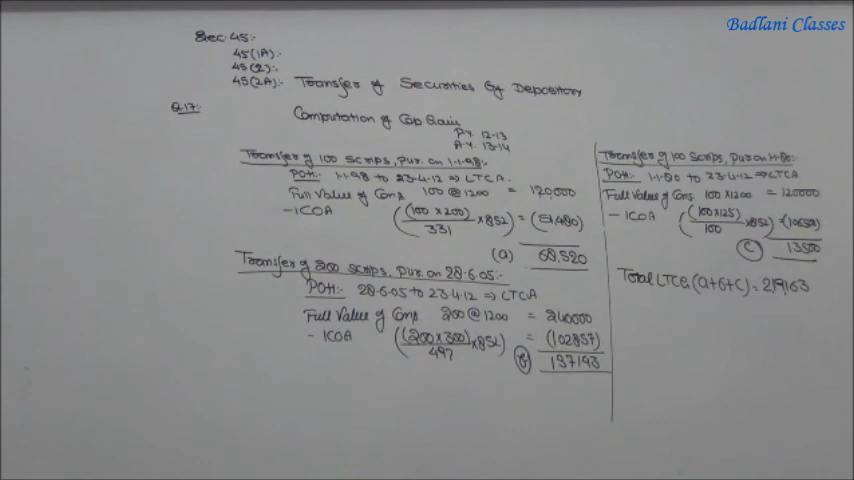 Badlani Classes
Sec. 45:-
45(1A):-
45(2):-
45(2A):- Transfer of Securities by Depository
Q.17:- Computation of Cap Gain
P.Y. 12-13
A.Y. 13-14
Transfer of 100 scrips, pur. on 1.1.98:-
POH:- 1.1.98 to 23.4.12 ⇒ LTCA.
Full Value of Cons. 100 @ 1200 = 120,000
- ICOA ((100 x 200)/331 x 852) = (51,480)
(a) 68,520
Transfer of 200 scrips, pur. on 28.6.05:-
POH:- 28.6.05 to 23.4.12 ⇒ LTCA
Full Value of Cons 200 @ 1200 = 240000
- ICOA ((200 x 300)/497 x 852) = (102857)
(b) 137143
Transfer of 100 scrips, pur on 1.1.80:-
POH:- 1.1.80 to 23.4.12 ⇒ LTCA
Full Value of Cons. 100 x 1200 = 120000
- ICOA ((100 x 125)/100 x 852) = (106500)
(c) 13500
Total LTCG (a+b+c) = 219163